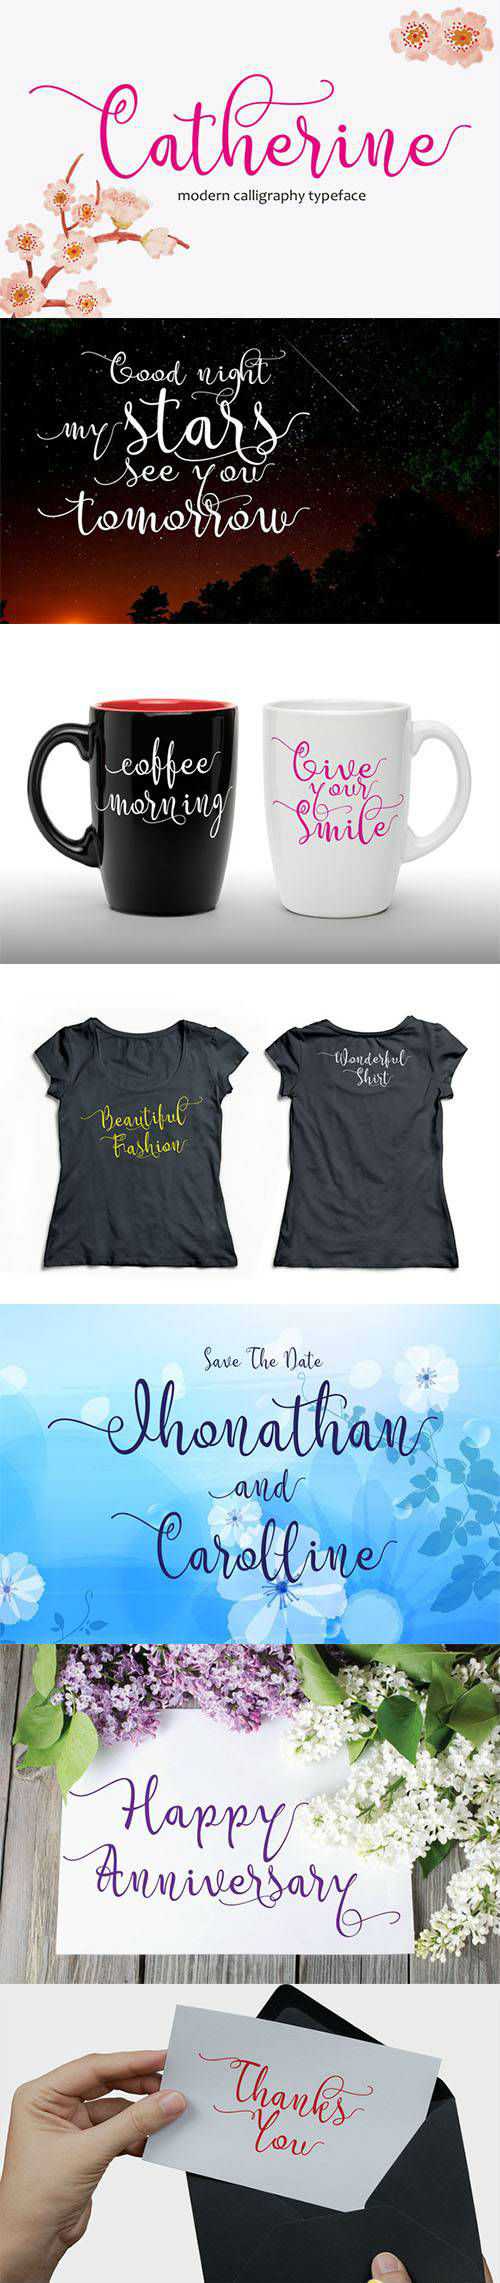 Catherine
modern calligraphy typeface
Good night
my stars
see you
tomorrow
coffee
morning
Give
your
Smile
Beautiful
Fashion
Wonderful
Shirt
Save The Date
Jhonathan
and
Carolline
Happy
Anniversary
Thanks
You